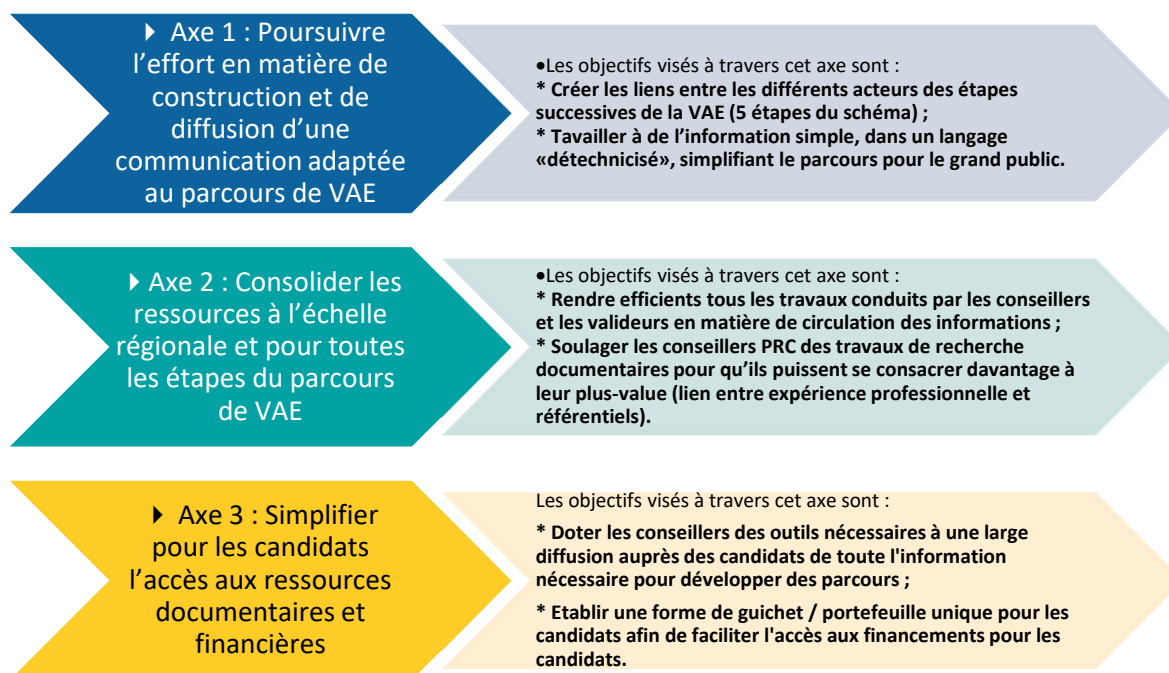 ▶ Axe 1 : Poursuivre
l’effort en matière de
construction et de
diffusion d’une
communication adaptée
au parcours de VAE
•Les objectifs visés à travers cet axe sont :
* Créer les liens entre les différents acteurs des étapes
successives de la VAE (5 étapes du schéma) ;
* Tavailler à de l’information simple, dans un langage
«détechnicisé», simplifiant le parcours pour le grand public.
▶ Axe 2 : Consolider les
ressources à l’échelle
régionale et pour toutes
les étapes du parcours
de VAE
•Les objectifs visés à travers cet axe sont :
* Rendre efficients tous les travaux conduits par les conseillers
et les valideurs en matière de circulation des informations ;
* Soulager les conseillers PRC des travaux de recherche
documentaires pour qu’ils puissent se consacrer davantage à
leur plus-value (lien entre expérience professionnelle et
référentiels).
▶ Axe 3 : Simplifier
pour les candidats
l’accès aux ressources
documentaires et
financières
Les objectifs visés à travers cet axe sont :
* Doter les conseillers des outils nécessaires à une large
diffusion auprès des candidats de toute l'information
nécessaire pour développer des parcours ;
* Etablir une forme de guichet / portefeuille unique pour les
candidats afin de faciliter l'accès aux financements pour les
candidats.